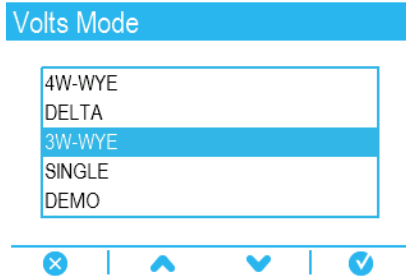 Volts Mode
4W-WYE
DELTA
3W-WYE
SINGLE
DEMO